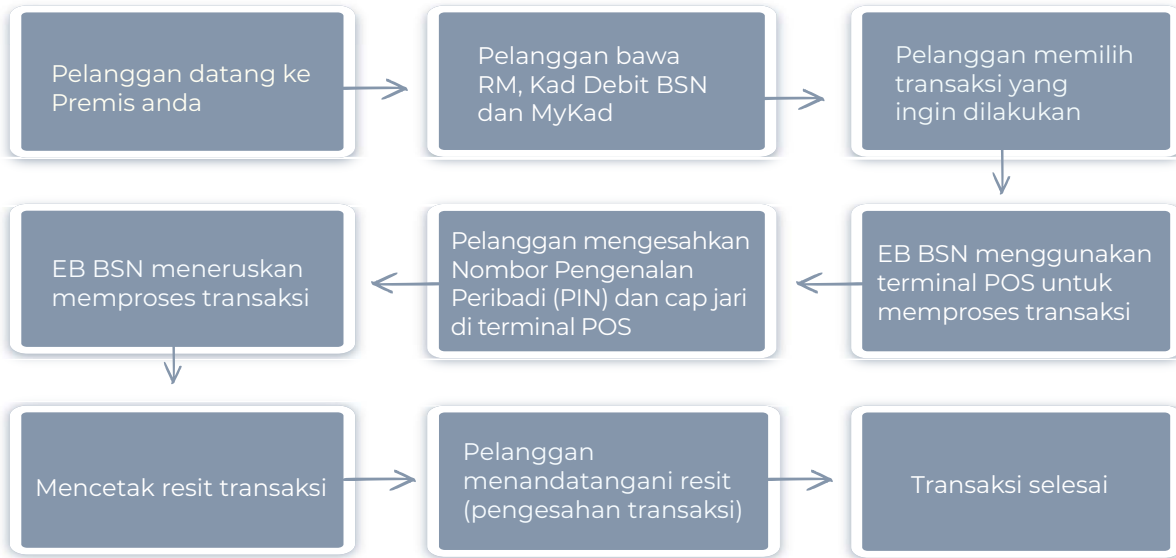 Pelanggan datang ke
Premis anda
Pelanggan bawa
RM, Kad Debit BSN
dan MyKad
Pelanggan memilih
transaksi yang
ingin dilakukan
EB BSN menggunakan
terminal POS untuk
memproses transaksi
Pelanggan mengesahkan
Nombor Pengenalan
Peribadi (PIN) dan cap jari
di terminal POS
EB BSN meneruskan
memproses transaksi
Mencetak resit transaksi
Pelanggan
menandatangani resit
(pengesahan transaksi)
Transaksi selesai